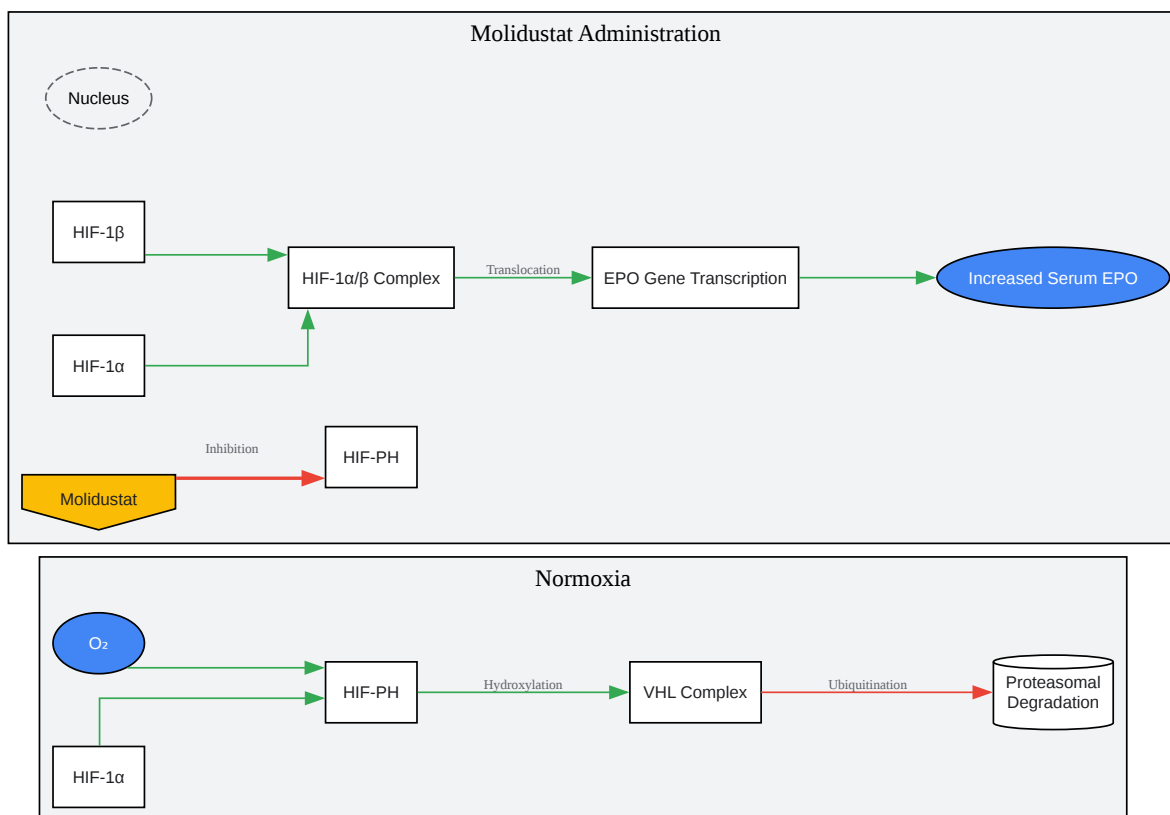 Molidustat Administration
Nucleus
HIF-1β
HIF-1α/β Complex
Translocation
EPO Gene Transcription
Increased Serum EPO
HIF-1α
Inhibition
HIF-PH
Molidustat
Normoxia
O₂
HIF-PH
Hydroxylation
VHL Complex
Ubiquitination
Proteasomal
Degradation
HIF-1α